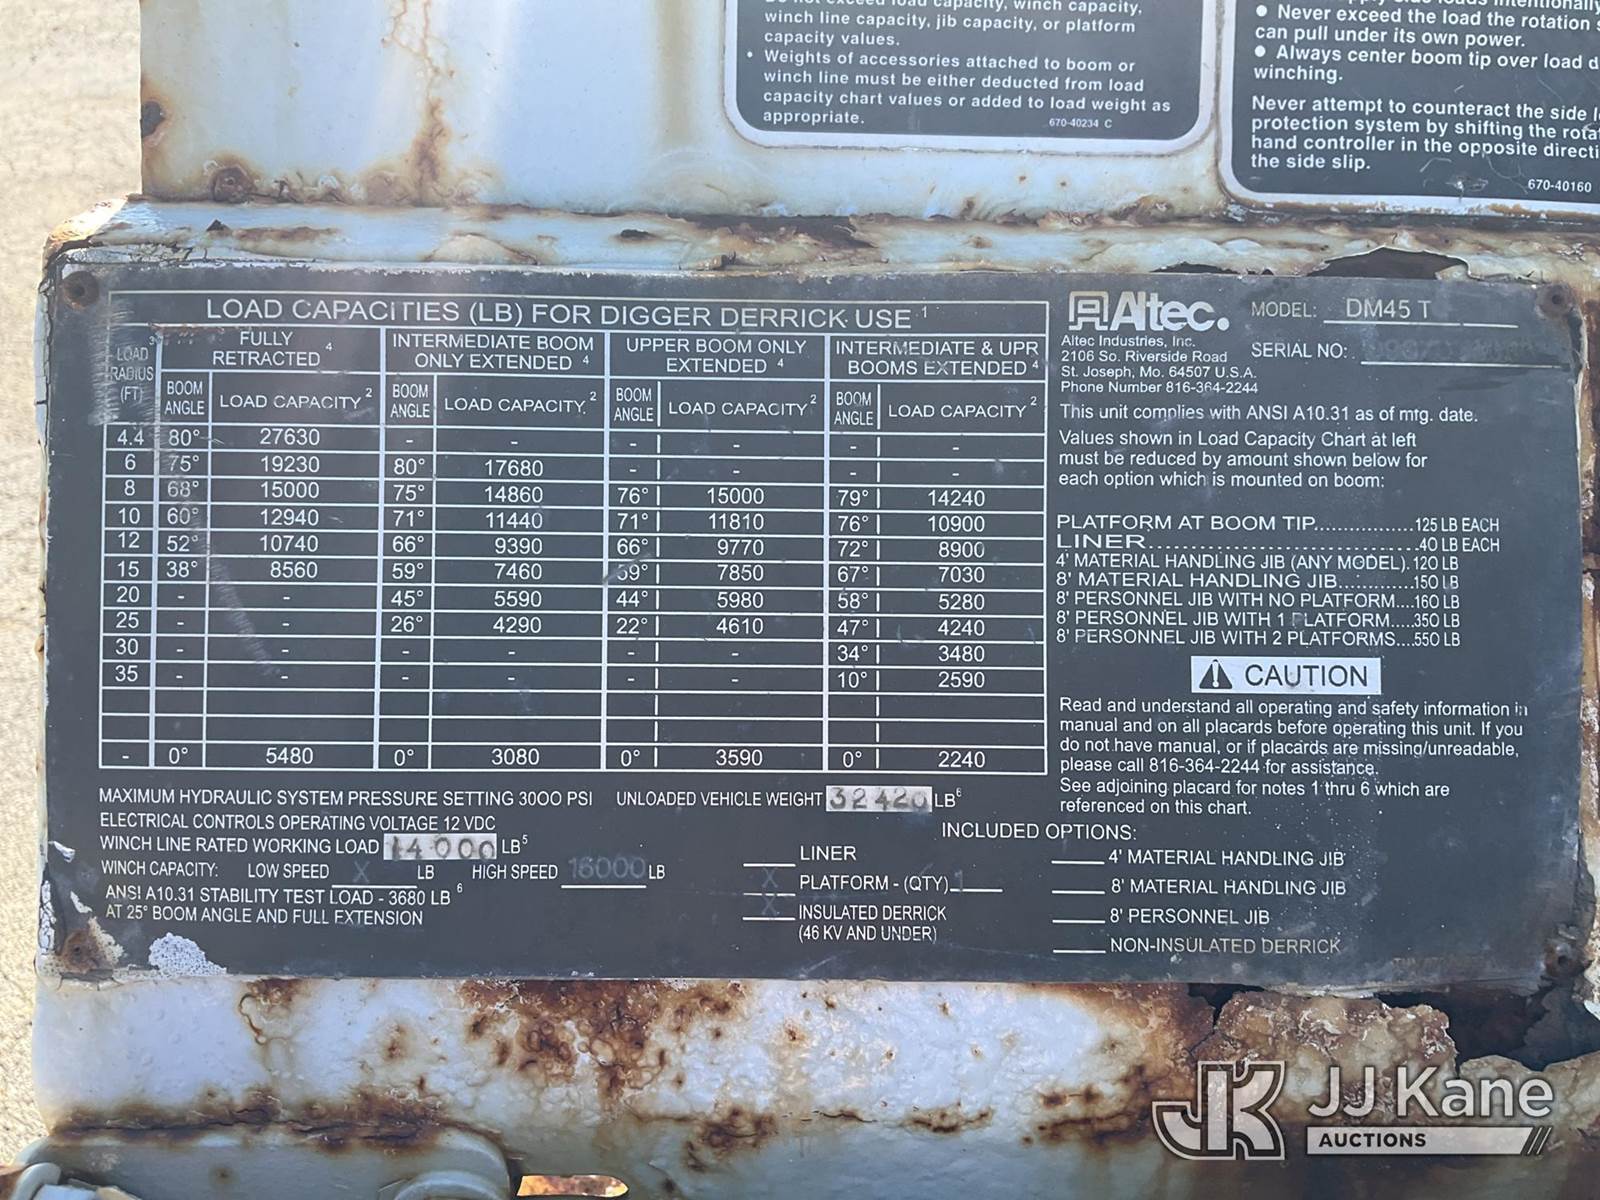 winch line capacity, jib capacity, or platform
capacity values.
• Weights of accessories attached to boom or
winch line must be either deducted from load
capacity chart values or added to load weight as
appropriate.
670-40234 C
• Never exceed the load the rotation
can pull under its own power.
• Always center boom tip over load
winching.
Never attempt to counteract the side
protection system by shifting the
hand controller in the opposite
the side slip.
670-40160
LOAD CAPACITIES (LB) FOR DIGGER DERRICK USE 1
LOAD RADIUS (FT) 3 FULLY RETRACTED 4 INTERMEDIATE BOOM ONLY EXTENDED 4 UPPER BOOM ONLY EXTENDED 4 INTERMEDIATE & UPR BOOMS EXTENDED 4
BOOM ANGLE LOAD CAPACITY 2 BOOM ANGLE LOAD CAPACITY 2 BOOM ANGLE LOAD CAPACITY 2 BOOM ANGLE LOAD CAPACITY 2
4.4 80° 27630 - - - - - -
6 75° 19230 80° 17680 - - - -
8 68° 15000 75° 14860 76° 15000 79° 14240
10 60° 12940 71° 11440 71° 11810 76° 10900
12 52° 10740 66° 9390 66° 9770 72° 8900
15 38° 8560 59° 7460 59° 7850 67° 7030
20 - - 45° 5590 44° 5980 58° 5280
25 - - 26° 4290 22° 4610 47° 4240
30 - - - - - - 34° 3480
35 - - - - - - 10° 2590
- 0° 5480 0° 3080 0° 3590 0° 2240
MAXIMUM HYDRAULIC SYSTEM PRESSURE SETTING 3000 PSI UNLOADED VEHICLE WEIGHT 32420 LB 6
ELECTRICAL CONTROLS OPERATING VOLTAGE 12 VDC
WINCH LINE RATED WORKING LOAD 14000 LB 5
WINCH CAPACITY: LOW SPEED X LB HIGH SPEED 16000 LB
ANSI A10.31 STABILITY TEST LOAD - 3680 LB 6
AT 25° BOOM ANGLE AND FULL EXTENSION
Altec.
MODEL: DM45 T
SERIAL NO:
Altec Industries, Inc.
2106 So. Riverside Road
St. Joseph, Mo. 64507 U.S.A.
Phone Number 816-364-2244
This unit complies with ANSI A10.31 as of mfg. date.
Values shown in Load Capacity Chart at left
must be reduced by amount shown below for
each option which is mounted on boom:
PLATFORM AT BOOM TIP.................125 LB EACH
LINER..................................40 LB EACH
4' MATERIAL HANDLING JIB (ANY MODEL).120 LB
8' MATERIAL HANDLING JIB............150 LB
8' PERSONNEL JIB WITH NO PLATFORM....160 LB
8' PERSONNEL JIB WITH 1 PLATFORM.....350 LB
8' PERSONNEL JIB WITH 2 PLATFORMS....550 LB
CAUTION
Read and understand all operating and safety information in
manual and on all placards before operating this unit. If you
do not have manual, or if placards are missing/unreadable,
please call 816-364-2244 for assistance.
See adjoining placard for notes 1 thru 6 which are
referenced on this chart.
INCLUDED OPTIONS:
LINER
X PLATFORM - (QTY) 1
X INSULATED DERRICK
(46 KV AND UNDER)
4' MATERIAL HANDLING JIB
8' MATERIAL HANDLING JIB
8' PERSONNEL JIB
NON-INSULATED DERRICK
JK JJ Kane
AUCTIONS